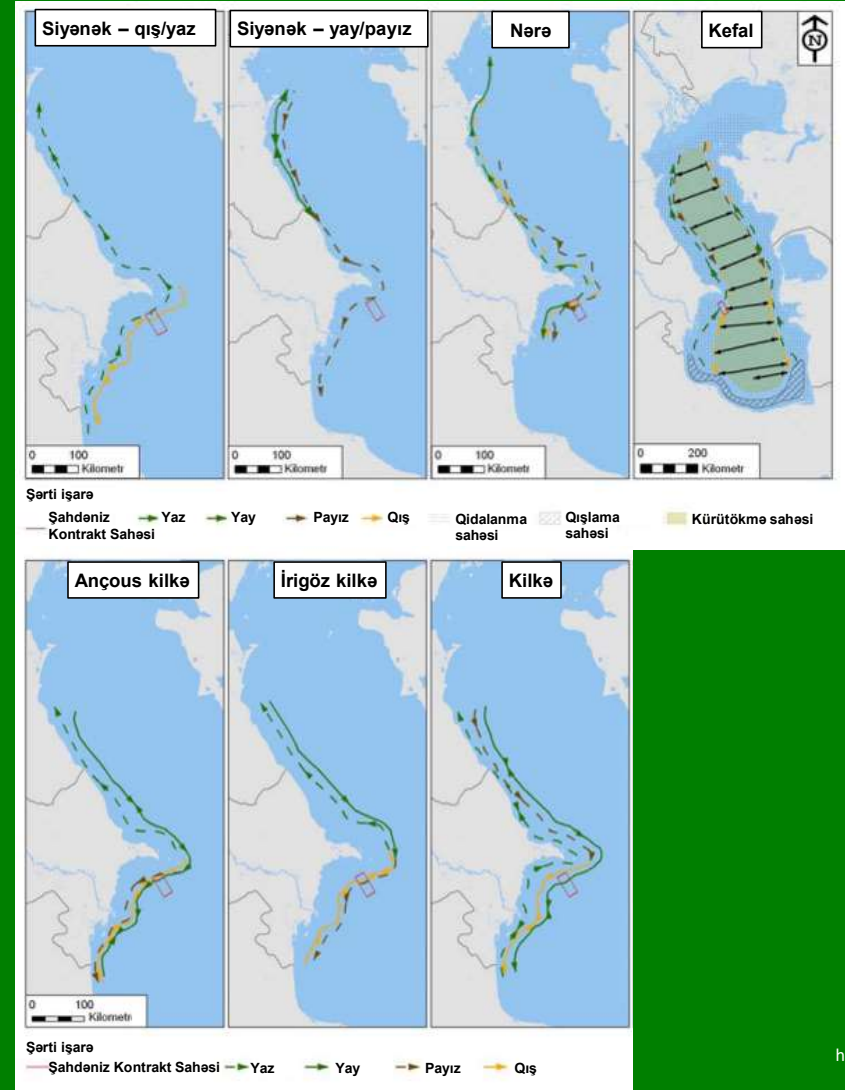 Siyənək – qış/yaz
Siyənək – yay/payız
Nərə
Kefal
N
0 100
Kilometr
0 100
Kilometr
0 100
Kilometr
0 200
Kilometr
Şərti işarə
Şahdəniz Kontrakt Sahəsi
Yaz
Yay
Payız
Qış
Qidalanma sahəsi
Qışlama sahəsi
Kürütökmə sahəsi
Ançous kilkə
İrigöz kilkə
Kilkə
0 100
Kilometr
Şərti işarə
Şahdəniz Kontrakt Sahəsi
Yaz
Yay
Payız
Qış
h